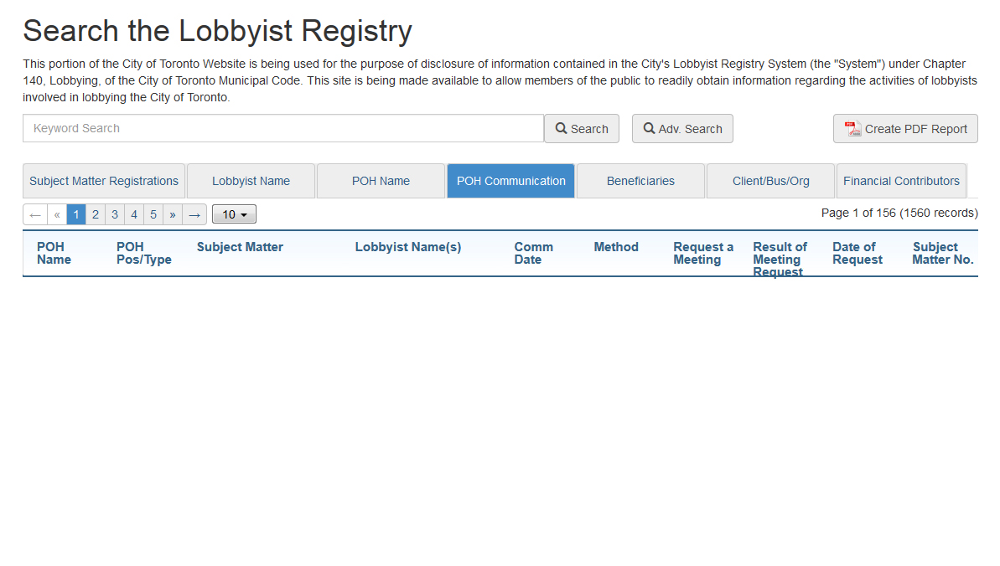 Search the Lobbyist Registry
This portion of the City of Toronto Website is being used for the purpose of disclosure of information contained in the City's Lobbyist Registry System (the "System") under Chapter
140, Lobbying, of the City of Toronto Municipal Code. This site is being made available to allow members of the public to readily obtain information regarding the activities of lobbyists
involved in lobbying the City of Toronto.
Keyword Search Search Adv. Search Create PDF Report
Subject Matter Registrations Lobbyist Name POH Name POH Communication Beneficiaries Client/Bus/Org Financial Contributors
← « 1 2 3 4 5 » → 10 Page 1 of 156 (1560 records)
POH POH Subject Matter Lobbyist Name(s) Comm Method Request a Result of Date of Subject
Name Pos/Type Date Meeting Meeting Request Matter No.
Request